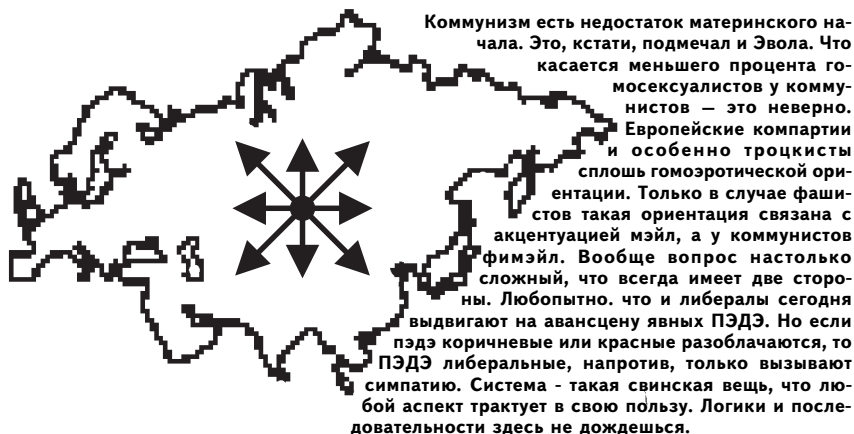 Коммунизм есть недостаток материнского на-
чала. Это, кстати, подмечал и Эвола. Что
касается меньшего процента го-
мосексуалистов у комму-
нистов — это неверно.
Европейские компартии
и особенно троцкисты
сплошь гомоэротической ори-
ентации. Только в случае фаши-
стов такая ориентация связана с
акцентуацией мэйл, а у коммунистов
фимэйл. Вообще вопрос настолько
сложный, что всегда имеет две сторо-
ны. Любопытно. что и либералы сегодня
выдвигают на авансцену явных ПЭДЭ. Но если
пэдэ коричневые или красные разоблачаются, то
ПЭДЭ либеральные, напротив, только вызывают
симпатию. Система - такая свинская вещь, что лю-
бой аспект трактует в свою пользу. Логики и после-
довательности здесь не дождешься.